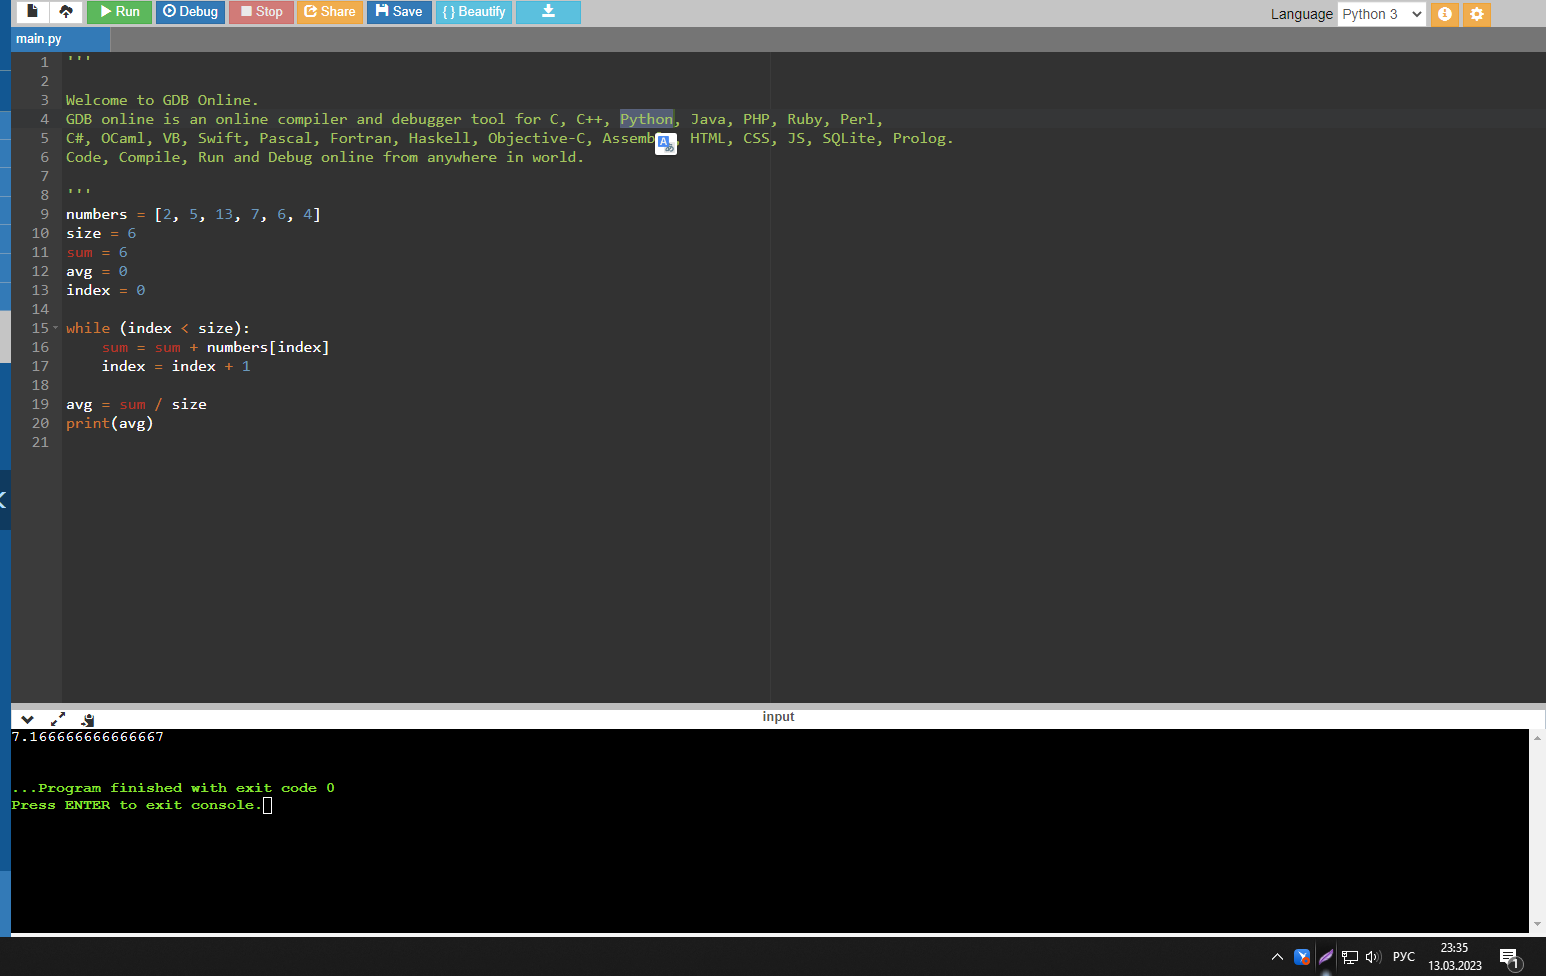 Run Debug Stop Share Save { } Beautify Language Python 3
main.py
1 '''
2
3 Welcome to GDB Online.
4 GDB online is an online compiler and debugger tool for C, C++, Python, Java, PHP, Ruby, Perl,
5 C#, OCaml, VB, Swift, Pascal, Fortran, Haskell, Objective-C, Assemb , HTML, CSS, JS, SQLite, Prolog.
6 Code, Compile, Run and Debug online from anywhere in world.
7
8 '''
9 numbers = [2, 5, 13, 7, 6, 4]
10 size = 6
11 sum = 6
12 avg = 0
13 index = 0
14
15 while (index < size):
16     sum = sum + numbers[index]
17     index = index + 1
18
19 avg = sum / size
20 print(avg)
21
input
7.166666666666667
...Program finished with exit code 0
Press ENTER to exit console.
РУС 23:35
13.03.2023 1